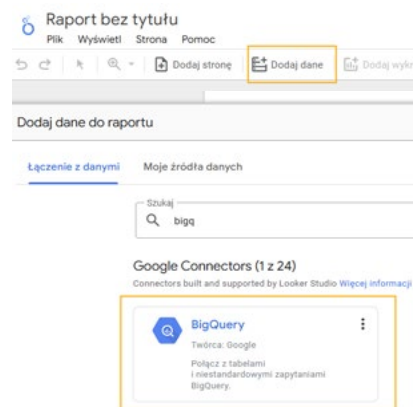 Raport bez tytułu
Plik Wyświetl Strona Pomoc
Dodaj stronę Dodaj dane Dodaj wykr
Dodaj dane do raportu
Łączenie z danymi Moje źródła danych
Szukaj
bigq
Google Connectors (1 z 24)
Connectors built and supported by Looker Studio Więcej informacji
BigQuery
Twórca: Google
Połącz z tabelami
i niestandardowymi zapytaniami
BigQuery.